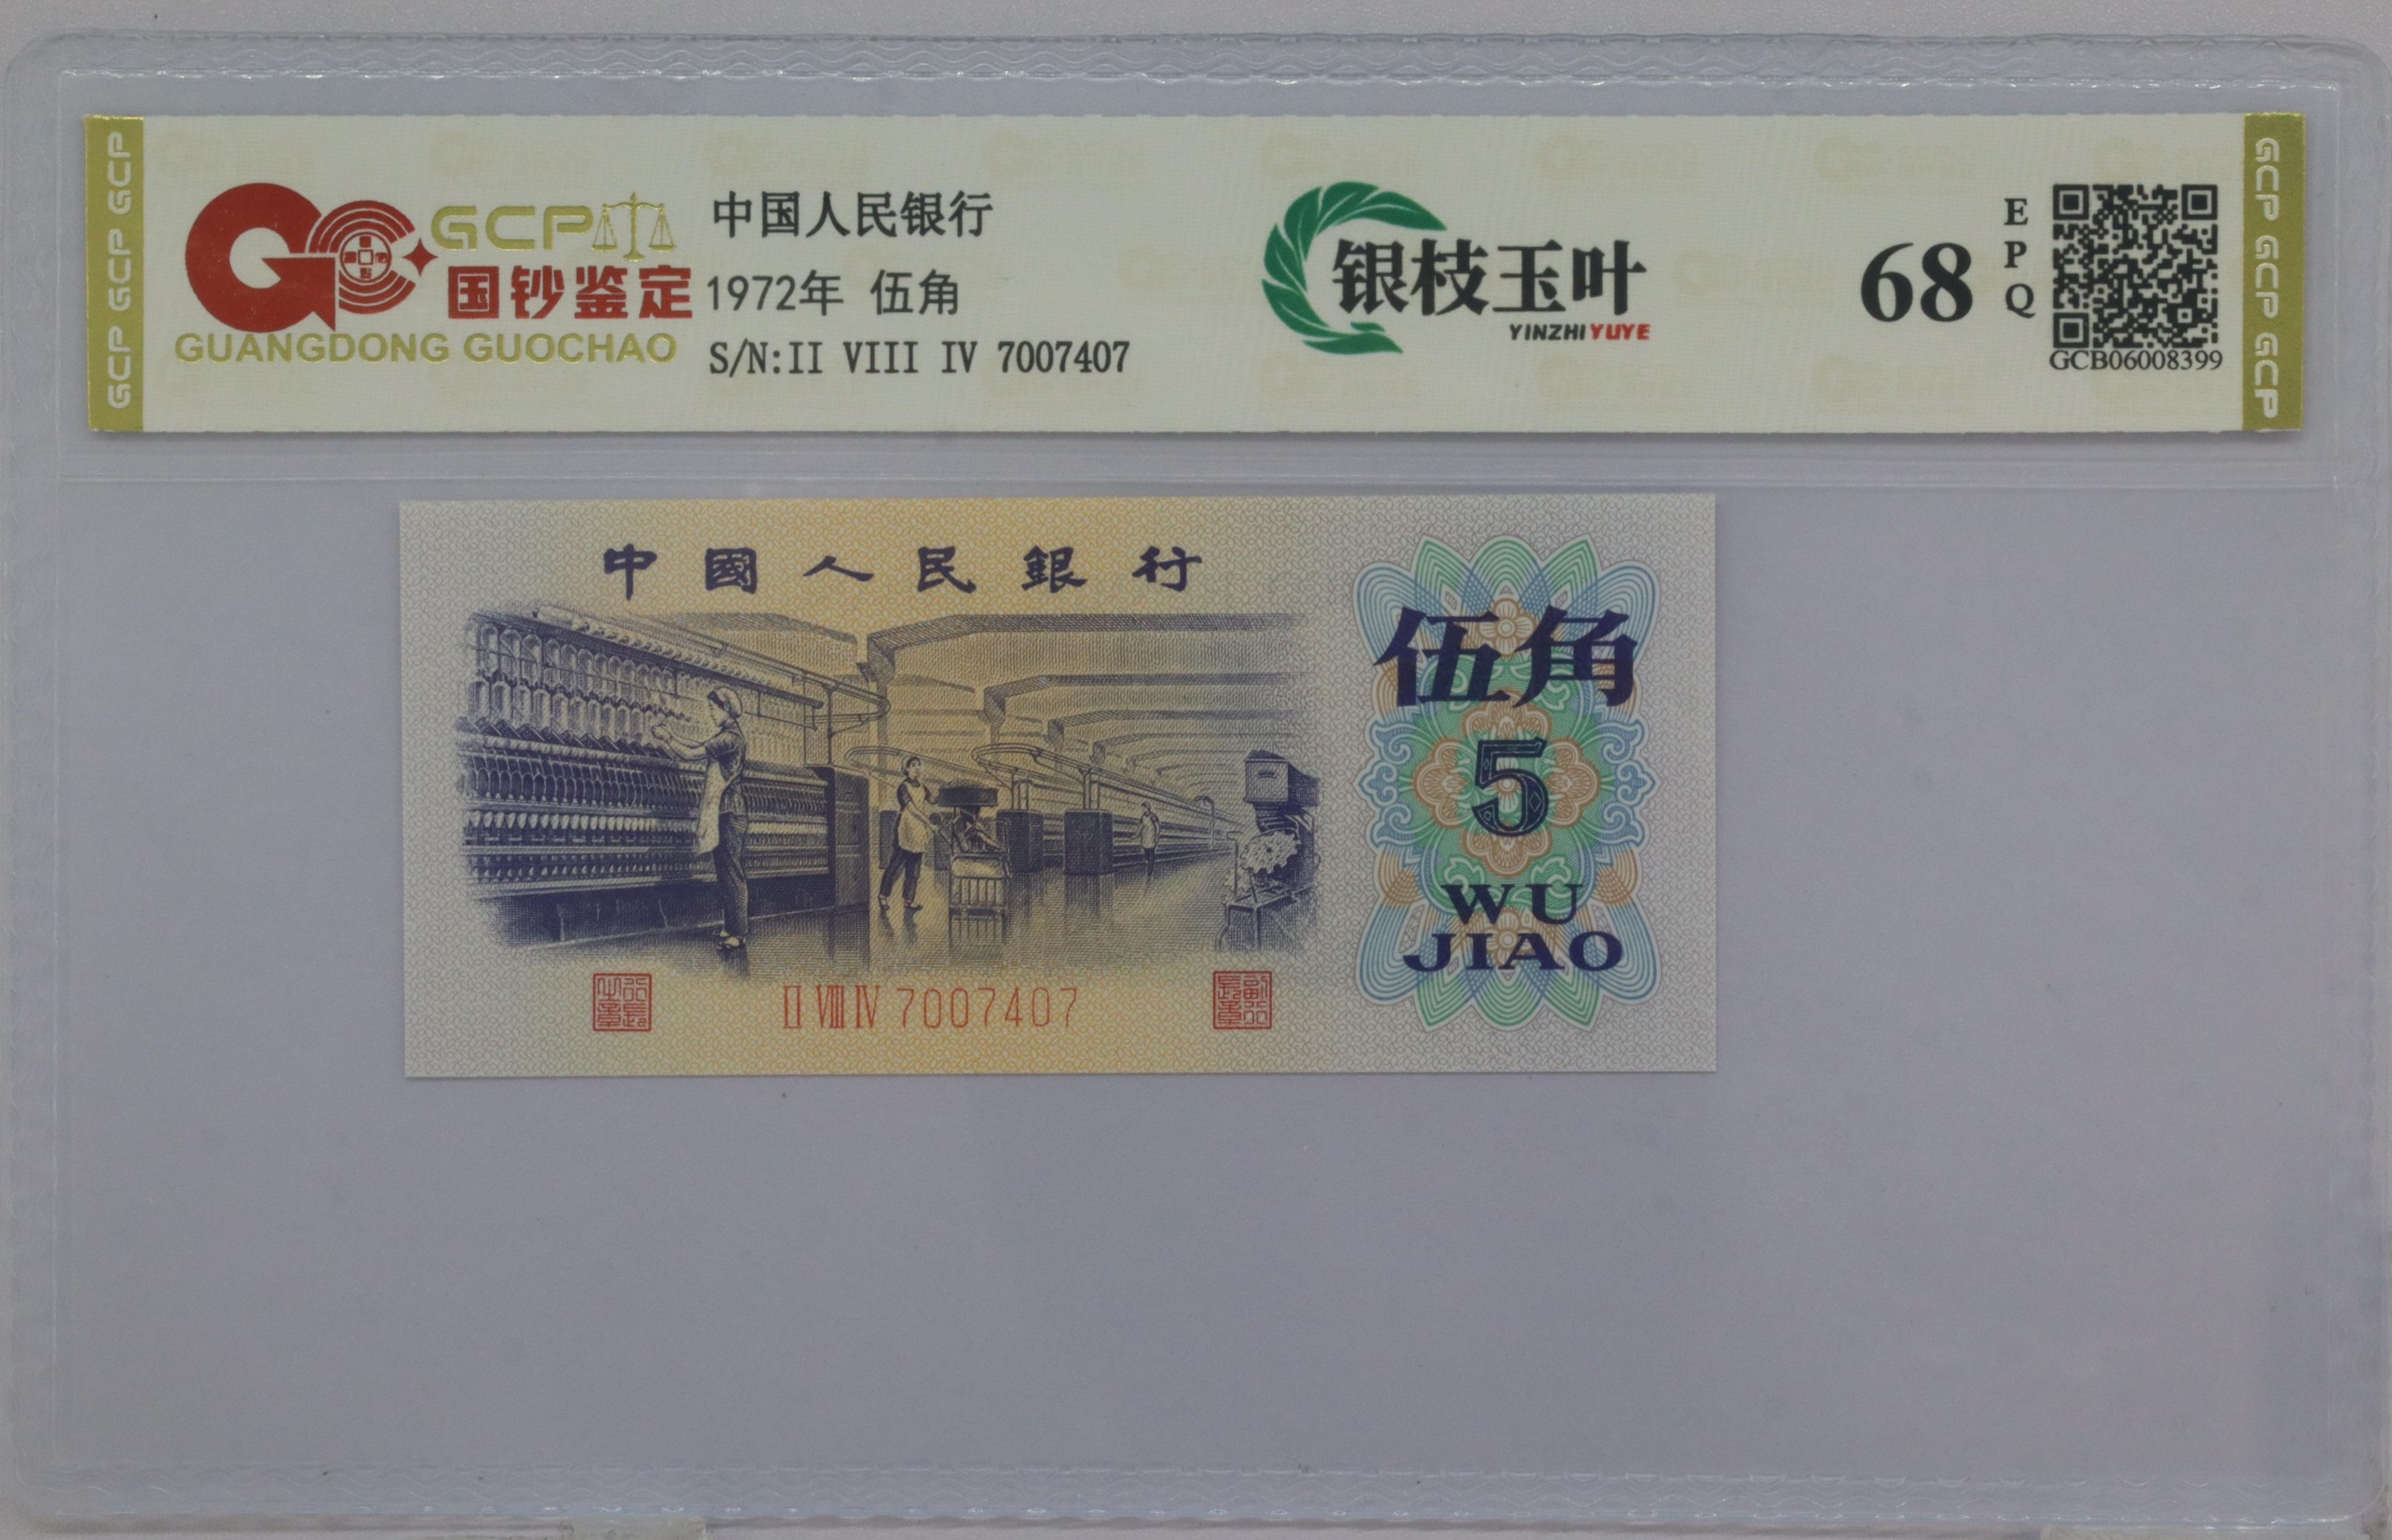 GCP GCP GCP
GCP
国钞鉴定
GUANGDONG GUOCHAO
中国人民银行
1972年 伍角
S/N:II VIII IV 7007407
银枝玉叶
YINZHIYUYE
68
EPQ
GCB06008399
GCP GCP GCP
中國人民銀行
伍角
5
WU
JIAO
II VIII IV 7007407